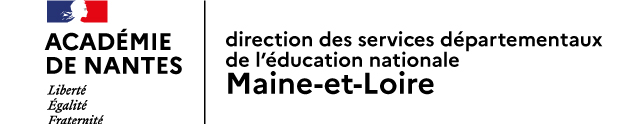 ACADÉMIE
DE NANTES
Liberté
Égalité
Fraternité
direction des services départementaux
de l'éducation nationale
Maine-et-Loire